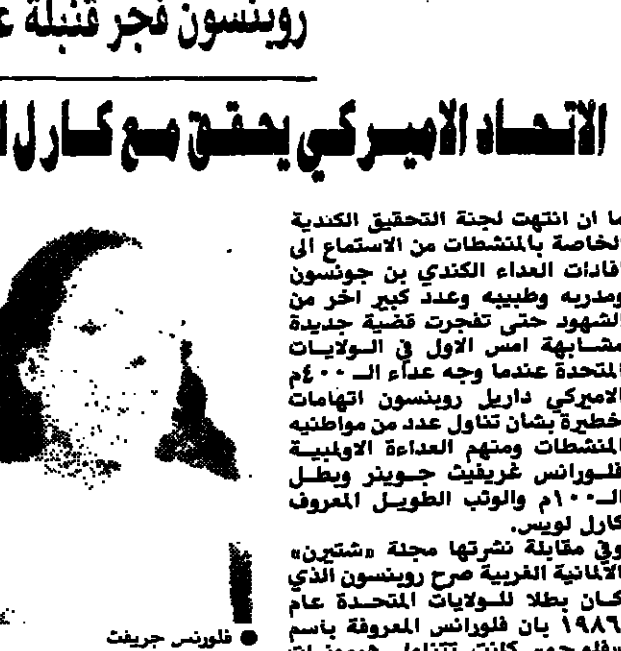 روبنسون فجر قنبلة
الاتحاد الاميركي يحقق مع كارل
ما ان انتهت لجنة التحقيق الكندية
الخاصة بالمنشطات من الاستماع الى
افادات العداء الكندي بن جونسون
ومدربه وطبيبه وعدد كبير اخر من
الشهود حتى تفجرت قضية جديدة
مشابهة امس الاول في الولايات
المتحدة عندما وجه عداء الـ ٤٠٠م
الاميركي داريل روبنسون اتهامات
خطيرة بشأن تناول عدد من مواطنيه
المنشطات ومنهم العداءة الاولمبية
فلورانس غريفيث جوينر وبطل
الـ ١٠٠م والوثب الطويل المعروف
كارل لويس.
وفي مقابلة نشرتها مجلة «شتيرن»
الالمانية الغربية صرح روبنسون الذي
كان بطلا للولايات المتحدة عام
١٩٨٦ بان فلورانس المعروفة باسم
كانت تتناول
● فلورنس جريفث